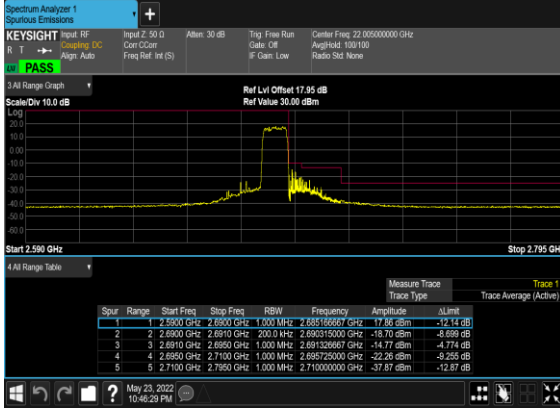 Spectrum Analyzer 1
Spurious Emissions
+
KEYSIGHT Input: RF Input Z: 50 Ω Atten: 30 dB Trig: Free Run Center Freq: 22.005000000 GHz
R T Coupling: DC Corr CCorr Gate: Off Avg|Hold: 100/100
Align: Auto Freq Ref: Int (S) IF Gain: Low Radio Std: None
PASS
3 All Range Graph
Ref Lvl Offset 17.95 dB
Scale/Div 10.0 dB Ref Value 30.00 dBm
Log
20.0
10.0
0.00
-10.0
-20.0
-30.0
-40.0
-50.0
-60.0
Start 2.590 GHz Stop 2.795 GH
4 All Range Table
Measure Trace Trace 1
Trace Type Trace Average (Active)
Spur Range Start Freq Stop Freq RBW Frequency Amplitude ΔLimit
1 1 2.5900 GHz 2.6900 GHz 1.000 MHz 2.685166667 GHz 17.86 dBm -12.14 dB
2 2 2.6900 GHz 2.6910 GHz 200.0 kHz 2.690315000 GHz -18.70 dBm -8.699 dB
3 3 2.6910 GHz 2.6950 GHz 1.000 MHz 2.691326667 GHz -14.77 dBm -4.774 dB
4 4 2.6950 GHz 2.7100 GHz 1.000 MHz 2.695725000 GHz -22.26 dBm -9.255 dB
5 5 2.7100 GHz 2.7950 GHz 1.000 MHz 2.710000000 GHz -37.87 dBm -12.87 dB
? May 23, 2022
10:46:29 PM